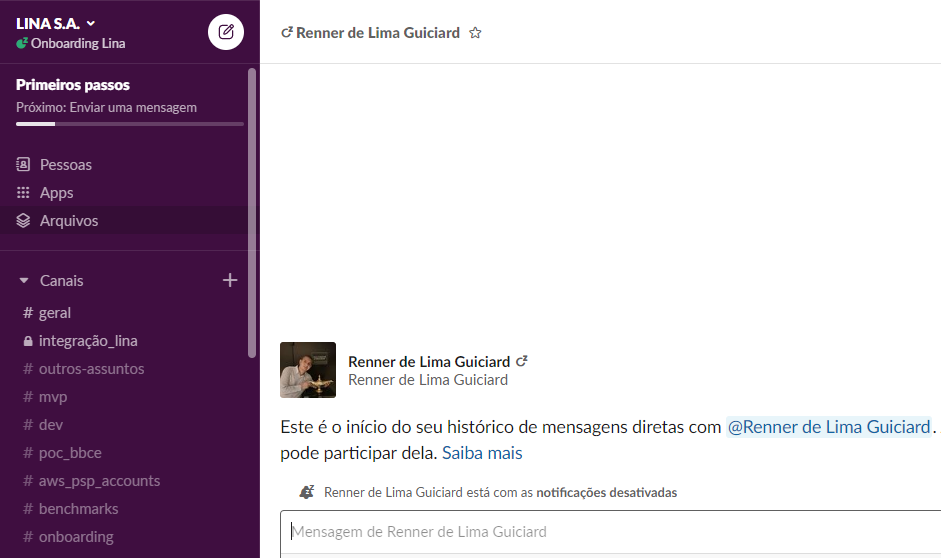 LINA S.A.
Onboarding Lina
Primeiros passos
Próximo: Enviar uma mensagem
Pessoas
Apps
Arquivos
Canais
# geral
integração_lina
# outros-assuntos
# mvp
# dev
# poc_bbce
# aws_psp_accounts
# benchmarks
# onboarding
Renner de Lima Guiciard
Renner de Lima Guiciard
Renner de Lima Guiciard
Este é o início do seu histórico de mensagens diretas com @Renner de Lima Guiciard.
pode participar dela. Saiba mais
Renner de Lima Guiciard está com as notificações desativadas
Mensagem de Renner de Lima Guiciard